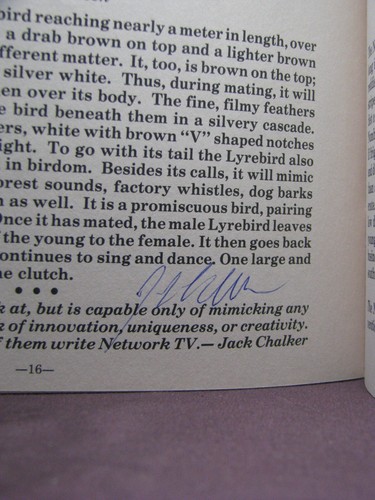 bird reaching nearly a meter in length, over
a drab brown on top and a lighter brown
fferent matter. It, too, is brown on the top;
silver white. Thus, during mating, it will
en over its body. The fine, filmy feathers
e bird beneath them in a silvery cascade.
ers, white with brown "V" shaped notches
ight. To go with its tail the Lyrebird also
in birdom. Besides its calls, it will mimic
orest sounds, factory whistles, dog barks
n as well. It is a promiscuous bird, pairing
Once it has mated, the male Lyrebird leaves
f the young to the female. It then goes back
ontinues to sing and dance. One large and
he clutch.
• • •
k at, but is capable only of mimicking any
k of innovation, uniqueness, or creativity.
f them write Network TV.— Jack Chalker
—16—